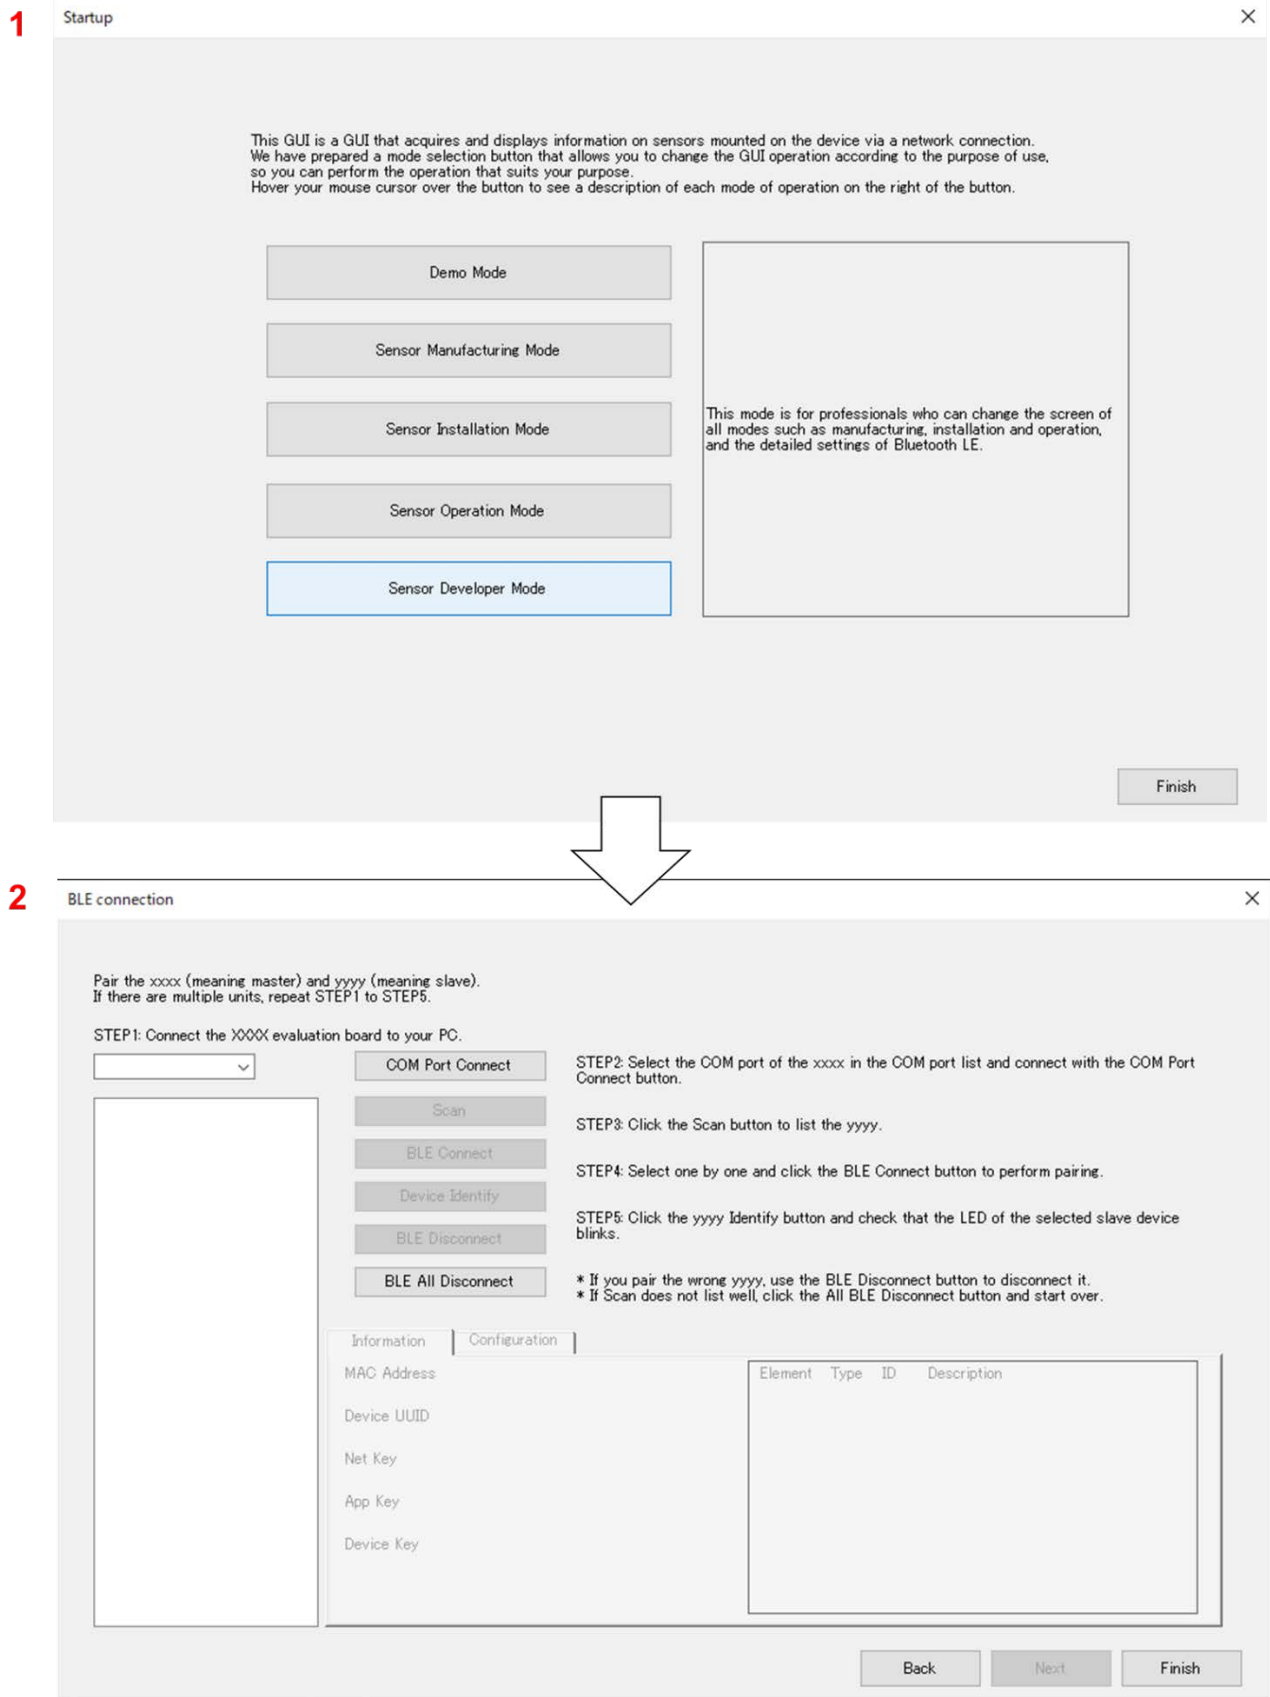 1
Startup
This GUI is a GUI that acquires and displays information on sensors mounted on the device via a network connection.
We have prepared a mode selection button that allows you to change the GUI operation according to the purpose of use,
so you can perform the operation that suits your purpose.
Hover your mouse cursor over the button to see a description of each mode of operation on the right of the button.
Demo Mode
Sensor Manufacturing Mode
Sensor Installation Mode
Sensor Operation Mode
Sensor Developer Mode
This mode is for professionals who can change the screen of
all modes such as manufacturing, installation and operation,
and the detailed settings of Bluetooth LE.
Finish
2
BLE connection
Pair the xxxx (meaning master) and yyyy (meaning slave).
If there are multiple units, repeat STEP1 to STEP5.
STEP1: Connect the XXXX evaluation board to your PC.
COM Port Connect
Scan
BLE Connect
Device Identify
BLE Disconnect
BLE All Disconnect
STEP2: Select the COM port of the xxxx in the COM port list and connect with the COM Port
Connect button.
STEP3: Click the Scan button to list the yyyy.
STEP4: Select one by one and click the BLE Connect button to perform pairing.
STEP5: Click the yyyy Identify button and check that the LED of the selected slave device
blinks.
* If you pair the wrong yyyy, use the BLE Disconnect button to disconnect it.
* If Scan does not list well, click the All BLE Disconnect button and start over.
Information Configuration
MAC Address
Device UUID
Net Key
App Key
Device Key
Element Type ID Description
Back
Next
Finish